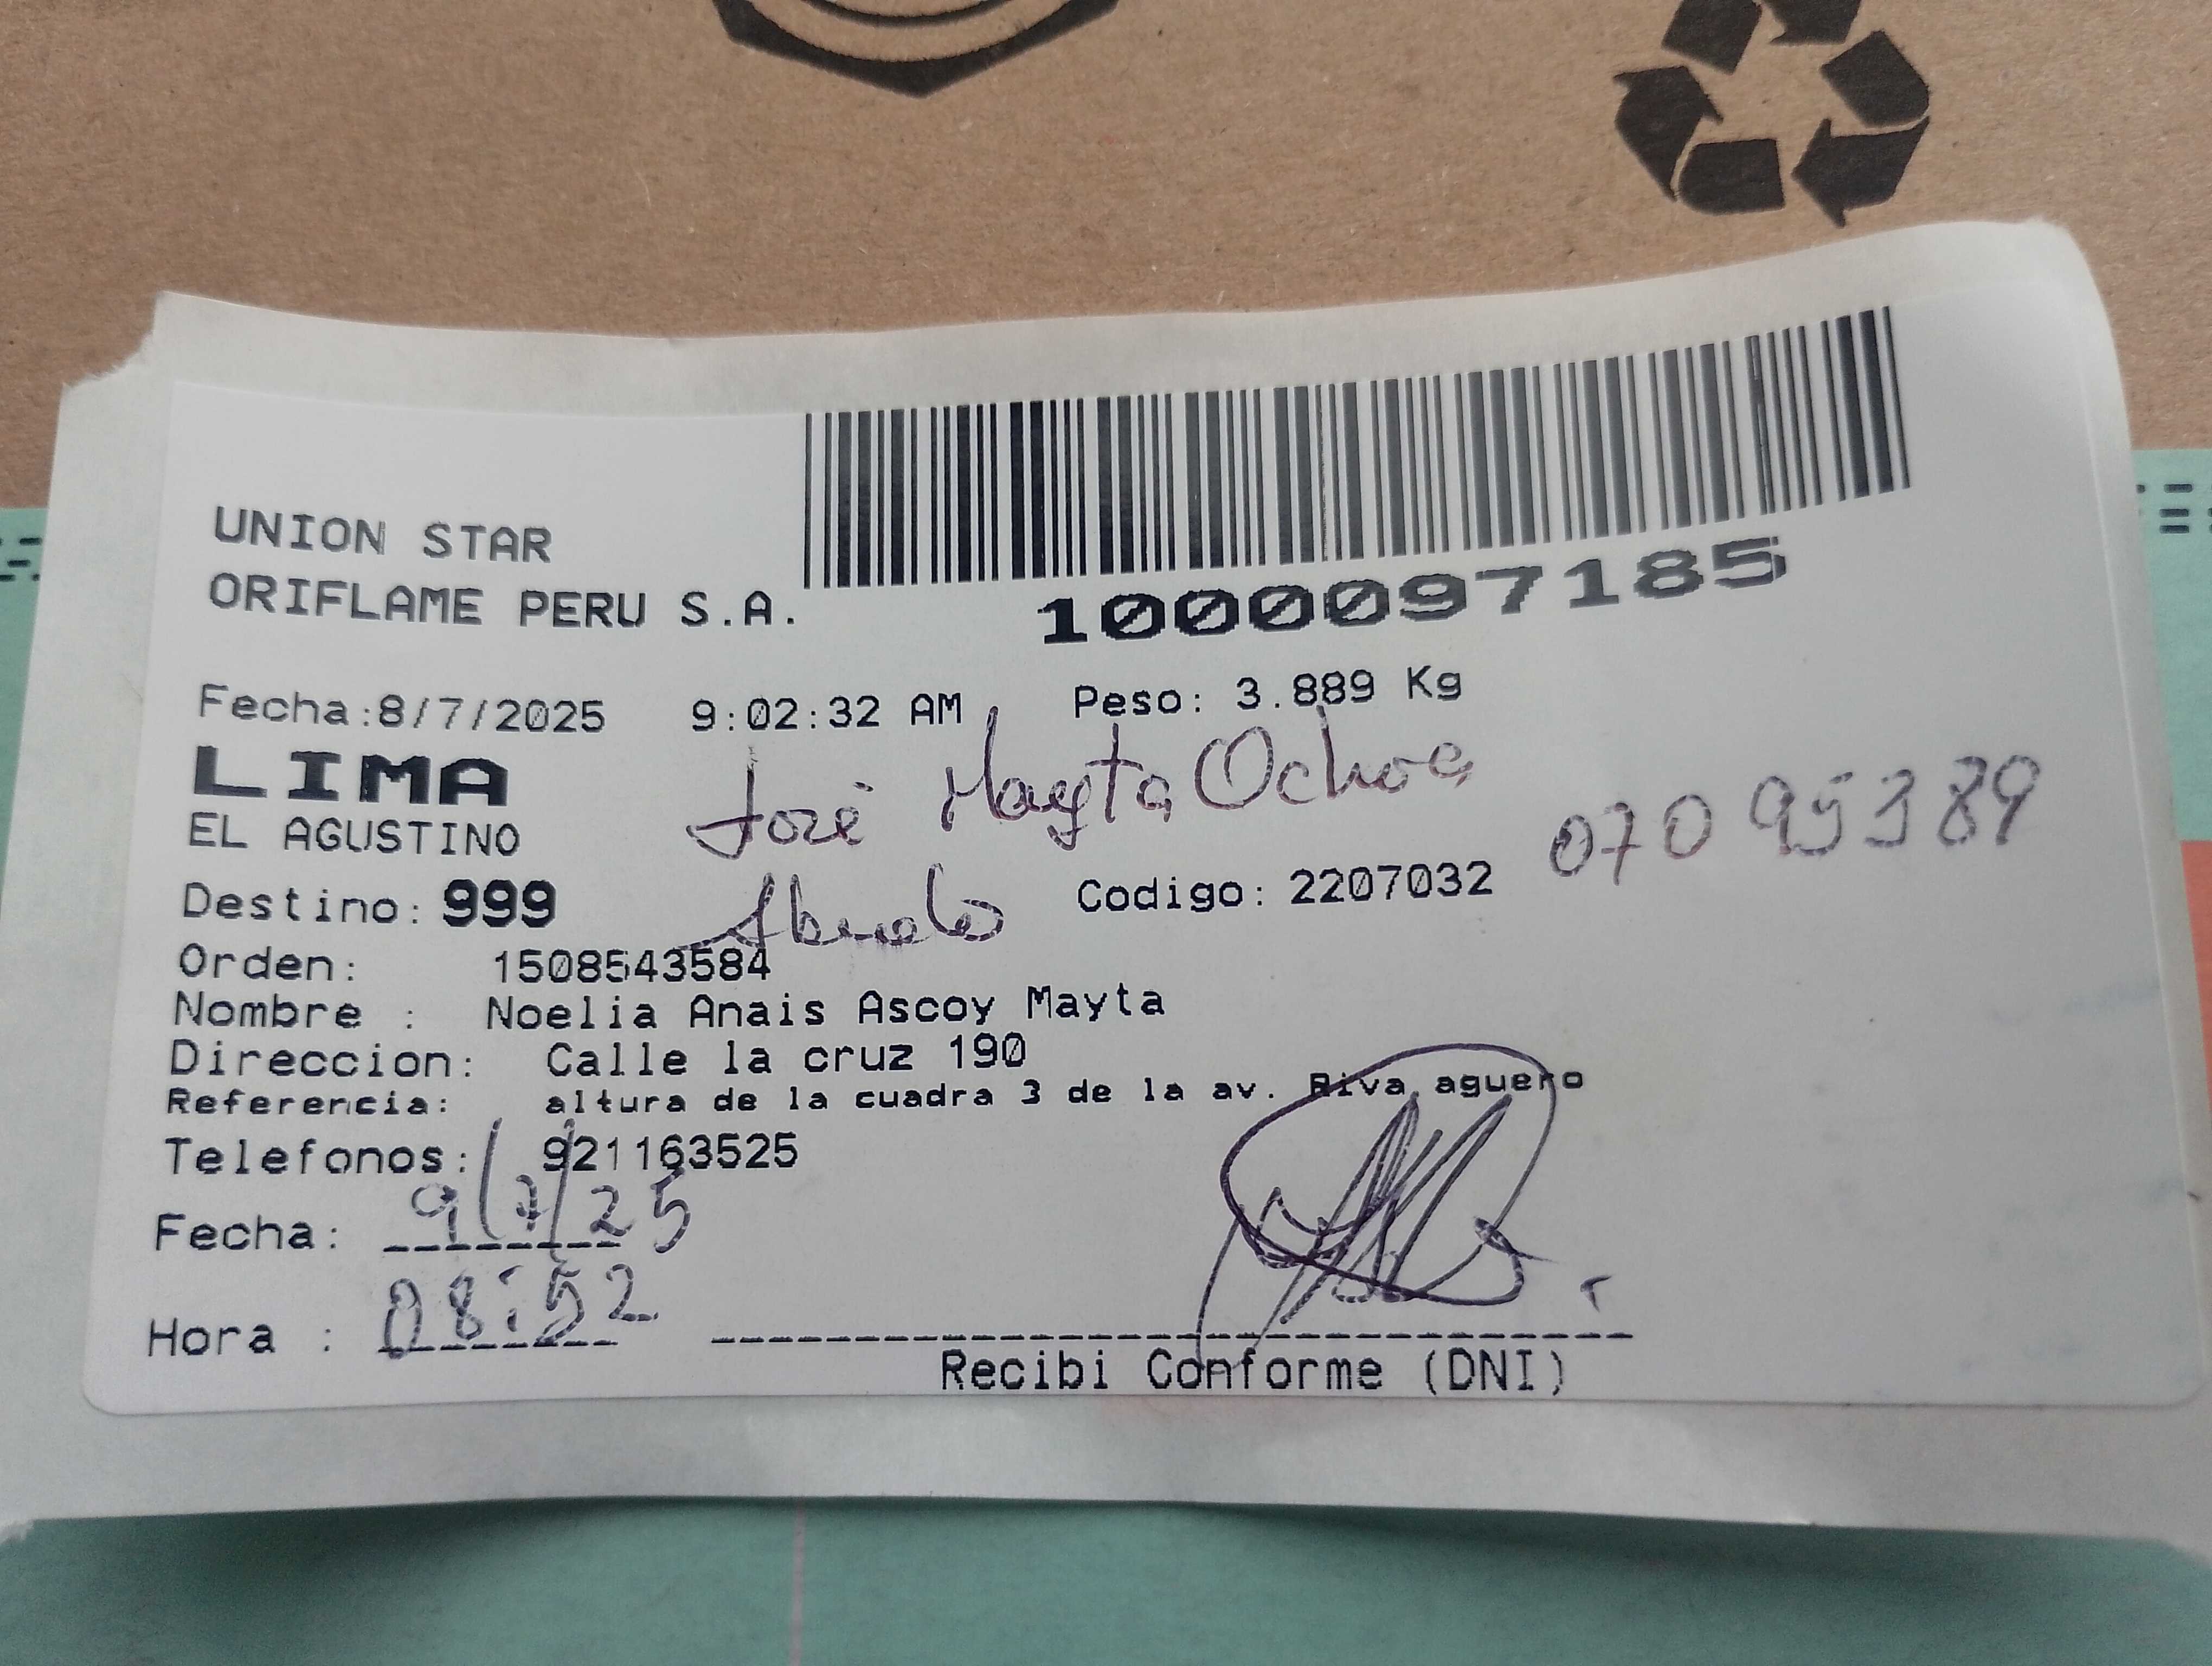 UNION STAR
ORIFLAME PERU S.A.
1000097185
Fecha:8/7/2025 9:02:32 AM Peso: 3.889 Kg
LIMA
José Mayta Ochoa
07095389
EL AGUSTINO
Destino: 999 Abuelo Codigo: 2207032
Orden: 1508543584
Nombre : Noelia Anais Ascoy Mayta
Direccion: Calle la cruz 190
Referencia: altura de la cuadra 3 de la av. Riva aguero
Telefonos: 921163525
Fecha: 9/7/25
Hora : 08:52
Recibi Conforme (DNI)